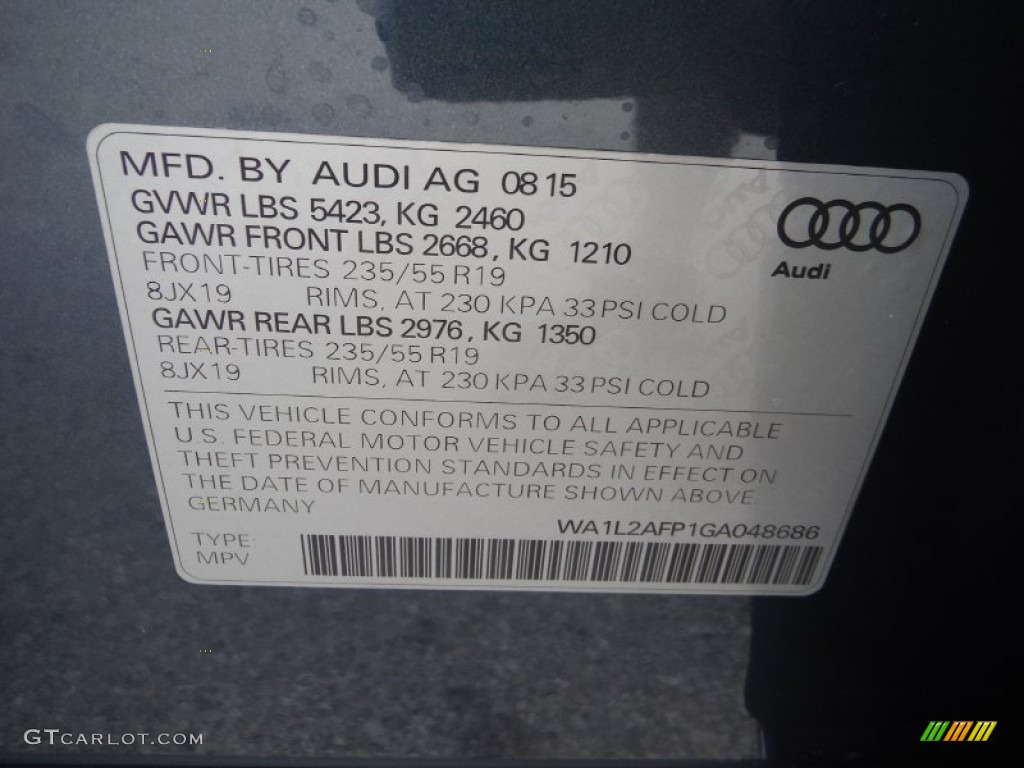 MFD. BY AUDI AG 08 15
GVWR LBS 5423, KG 2460
GAWR FRONT LBS 2668, KG 1210
FRONT-TIRES 235/55 R19
8JX19 RIMS, AT 230 KPA 33 PSI COLD
GAWR REAR LBS 2976, KG 1350
REAR-TIRES 235/55 R19
8JX19 RIMS, AT 230 KPA 33 PSI COLD
Audi
THIS VEHICLE CONFORMS TO ALL APPLICABLE
U.S. FEDERAL MOTOR VEHICLE SAFETY AND
THEFT PREVENTION STANDARDS IN EFFECT ON
THE DATE OF MANUFACTURE SHOWN ABOVE
GERMANY
WA1L2AFP1GA048686
TYPE:
MPV
GTCARLOT.COM